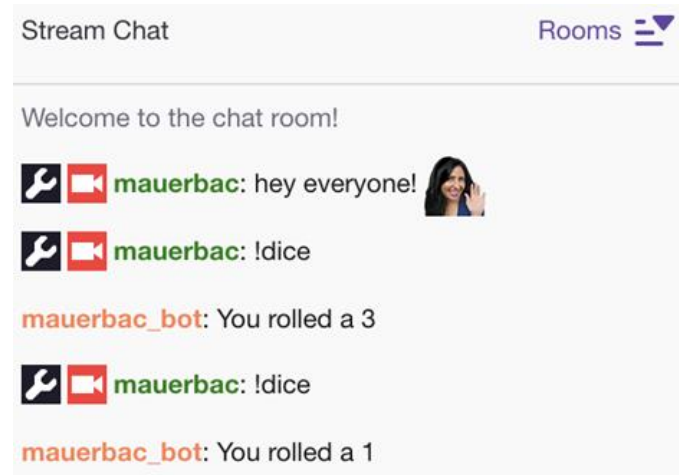 Stream Chat Rooms
Welcome to the chat room!
mauerbac: hey everyone!
mauerbac: !dice
mauerbac_bot: You rolled a 3
mauerbac: !dice
mauerbac_bot: You rolled a 1